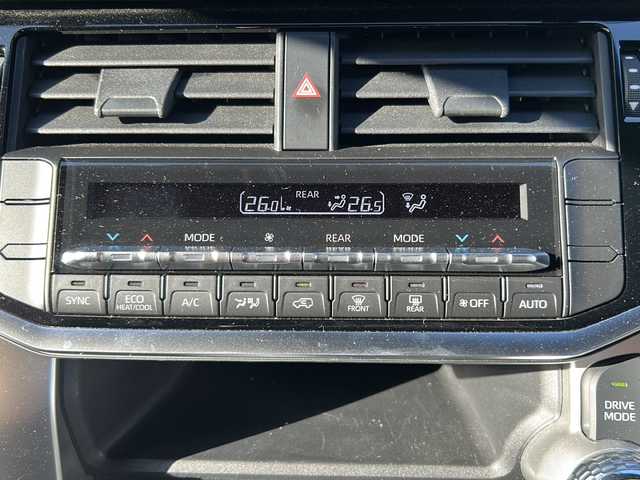 REAR
26.0 26.5
MODE REAR MODE
SYNC ECO HEAT/COOL A/C FRONT REAR OFF AUTO
DRIVE
MODE